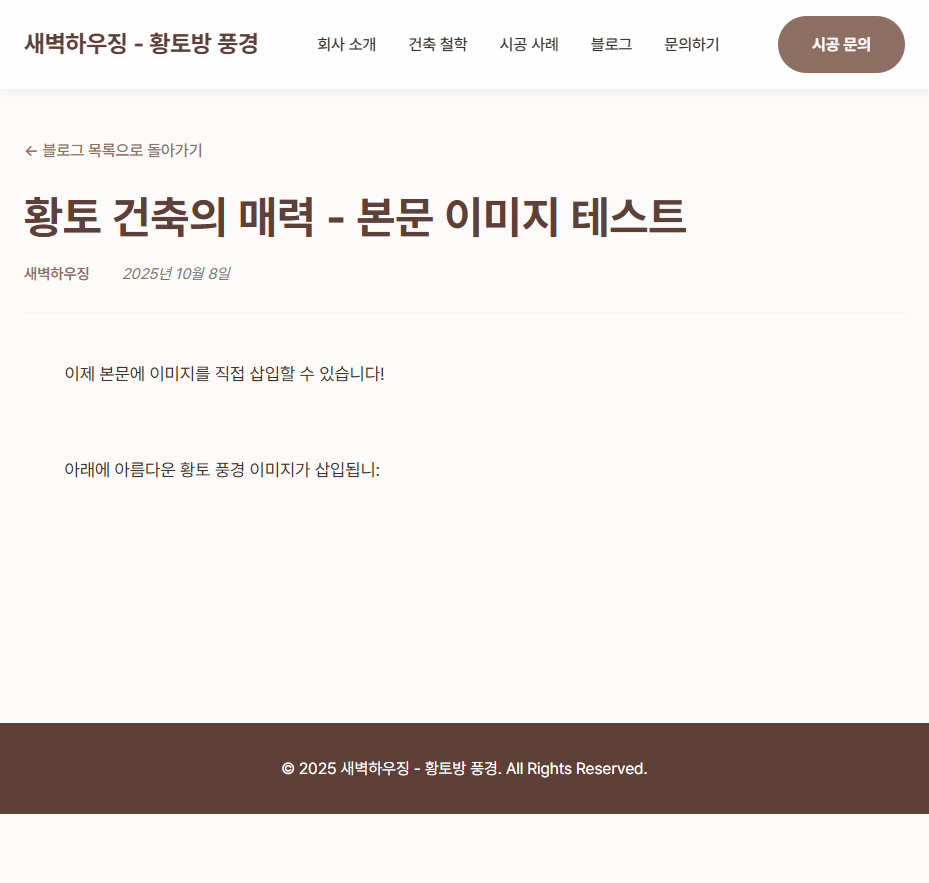 새벽하우징 - 황토방 풍경
회사 소개
건축 철학
시공 사례
블로그
문의하기
시공 문의
← 블로그 목록으로 돌아가기
황토 건축의 매력 - 본문 이미지 테스트
새벽하우징 2025년 10월 8일
이제 본문에 이미지를 직접 삽입할 수 있습니다!
아래에 아름다운 황토 풍경 이미지가 삽입됩니:
© 2025 새벽하우징 - 황토방 풍경. All Rights Reserved.